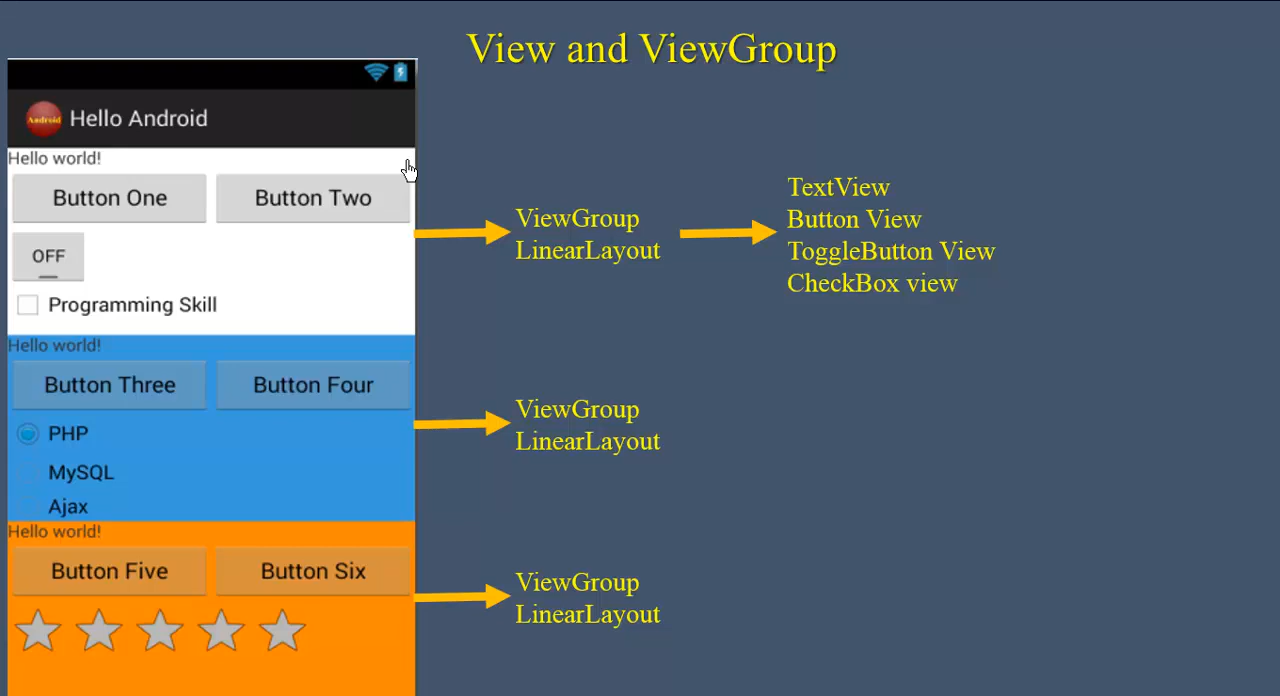 View and ViewGroup
Android
Hello Android
Hello world!
Button One
Button Two
OFF
Programming Skill
ViewGroup
LinearLayout
TextView
Button View
ToggleButton View
CheckBox view
Hello world!
Button Three
Button Four
PHP
MySQL
Ajax
ViewGroup
LinearLayout
Hello world!
Button Five
Button Six
ViewGroup
LinearLayout